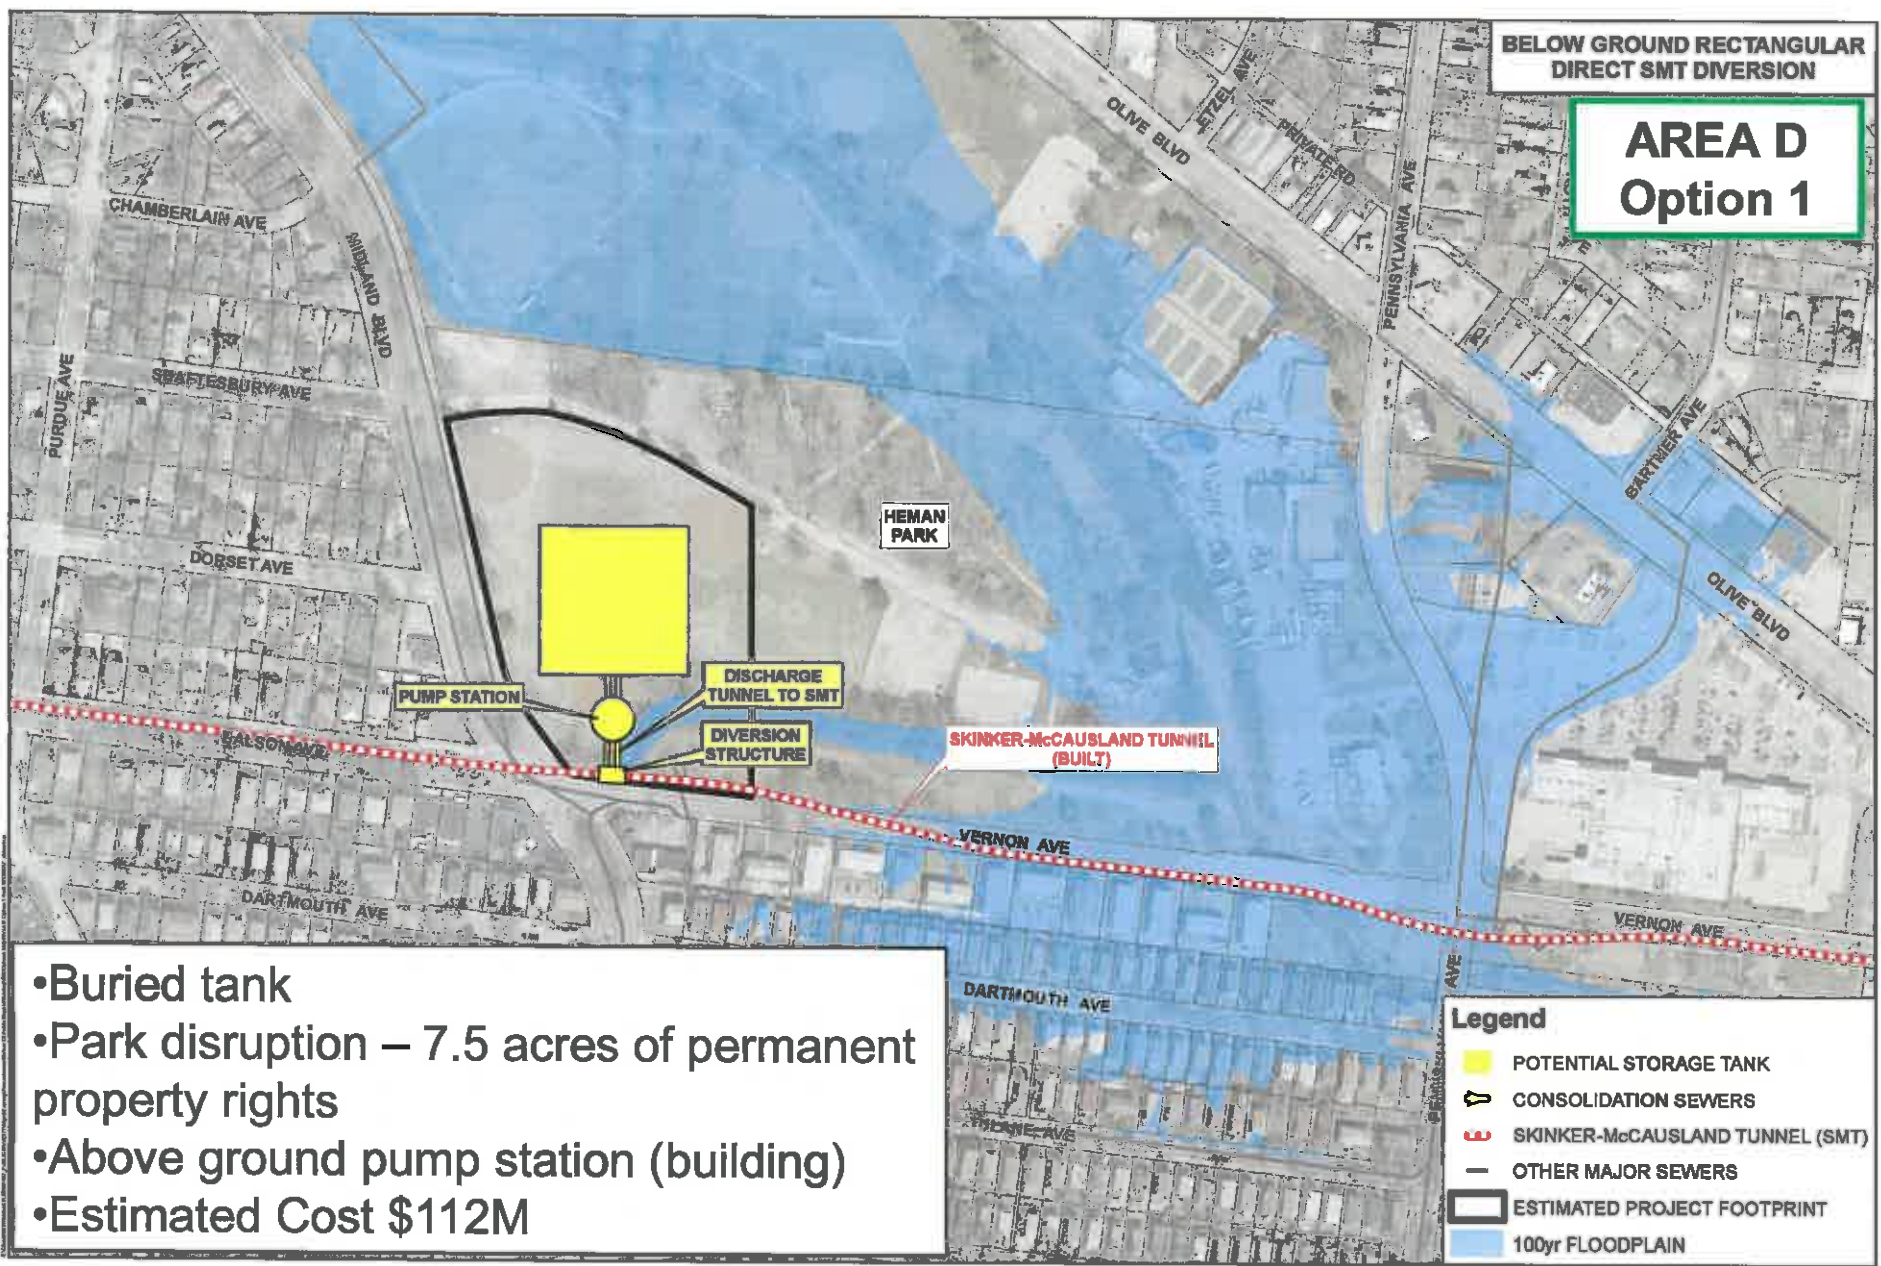 BELOW GROUND RECTANGULAR
DIRECT SMT DIVERSION
AREA D
Option 1
ETZEL AVE
OLIVE BLVD
PRIVATE RD
PENNSYLVANIA AVE
CHAMBERLAIN AVE
MIDLAND BLVD
PURDUE AVE
SHAFTESBURY AVE
BARTMER AVE
HEMAN
PARK
DORSET AVE
OLIVE BLVD
PUMP STATION
DISCHARGE
TUNNEL TO SMT
DIVERSION
STRUCTURE
SKINKER-McCAUSLAND TUNNEL
(BUILT)
BALSON AVE
VERNON AVE
VERNON AVE
DARTMOUTH AVE
DARTMOUTH AVE
AVE
•Buried tank
•Park disruption – 7.5 acres of permanent
property rights
•Above ground pump station (building)
•Estimated Cost $112M
Legend
POTENTIAL STORAGE TANK
CONSOLIDATION SEWERS
SKINKER-McCAUSLAND TUNNEL (SMT)
OTHER MAJOR SEWERS
ESTIMATED PROJECT FOOTPRINT
100yr FLOODPLAIN